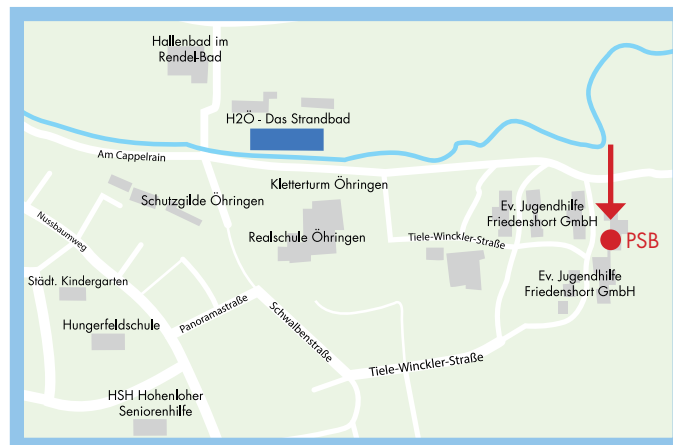 Hallenbad im
Rendel-Bad
H2Ö - Das Strandbad
Am Cappelrain
Kletterturm Öhringen
Schutzgilde Öhringen
Ev. Jugendhilfe
Friedenshort GmbH
Nussbaumweg
Realschule Öhringen
Tiele-Winckler-Straße
PSB
Städt. Kindergarten
Ev. Jugendhilfe
Friedenshort GmbH
Panoramastraße
Schwalbenstraße
Hungerfeldschule
Tiele-Winckler-Straße
HSH Hohenloher
Seniorenhilfe